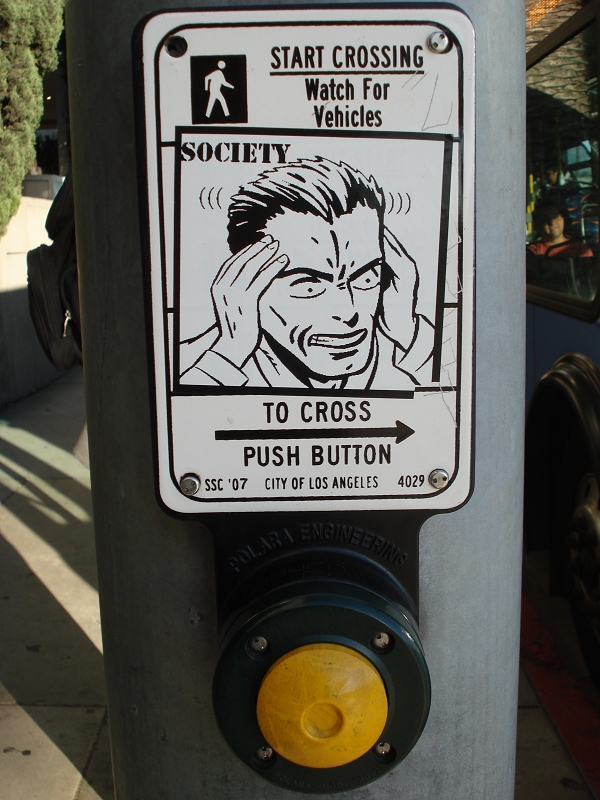 START CROSSING
Watch For
Vehicles
SOCIETY
TO CROSS
PUSH BUTTON
SSC '07 CITY OF LOS ANGELES 4029
POLARA ENGINEERING